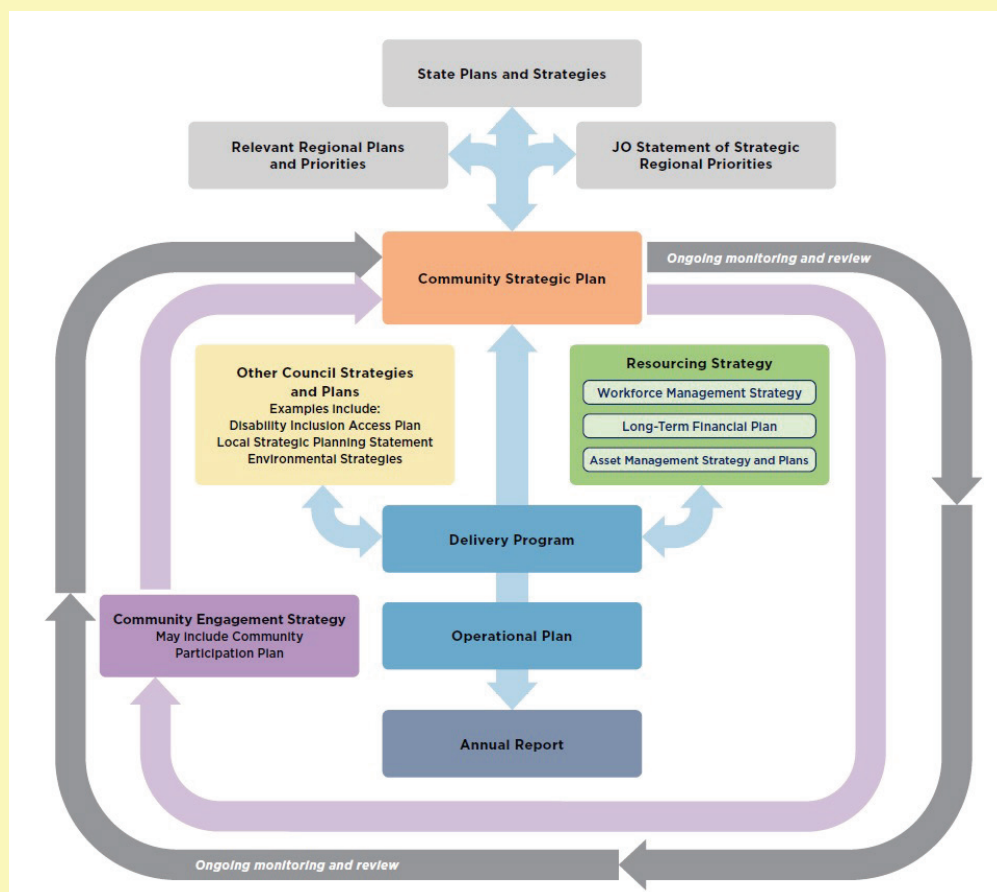 State Plans and Strategies
Relevant Regional Plans
and Priorities
JO Statement of Strategic
Regional Priorities
Community Strategic Plan
Ongoing monitoring and review
Other Council Strategies
and Plans
Examples include:
Disability Inclusion Access Plan
Local Strategic Planning Statement
Environmental Strategies
Resourcing Strategy
Workforce Management Strategy
Long-Term Financial Plan
Asset Management Strategy and Plans
Delivery Program
Community Engagement Strategy
May include Community
Participation Plan
Operational Plan
Annual Report
Ongoing monitoring and review